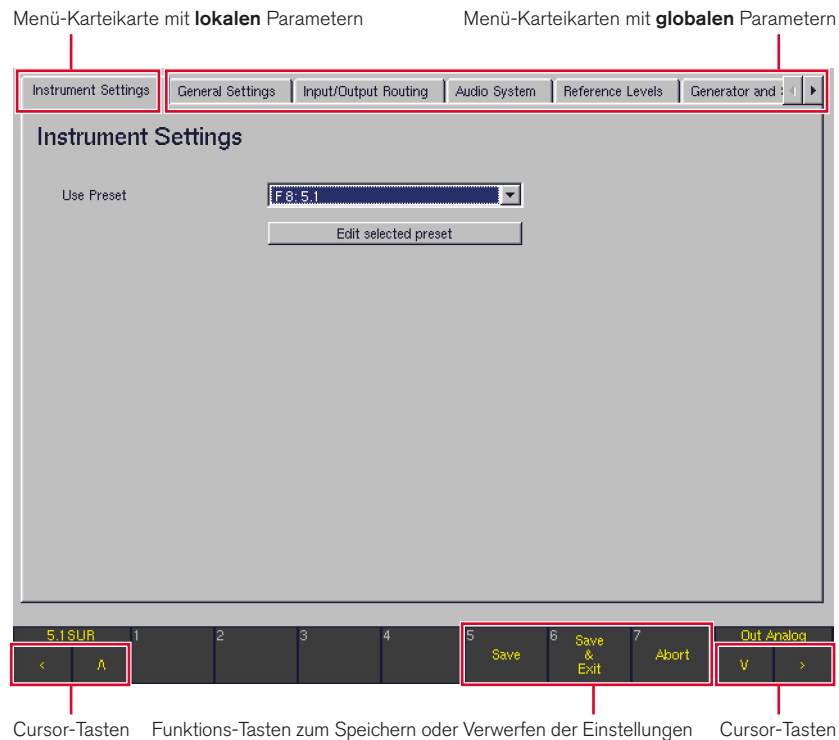 Menü-Karteikarte mit lokalen Parametern
Menü-Karteikarten mit globalen Parametern
Instrument Settings
General Settings
Input/Output Routing
Audio System
Reference Levels
Generator and
Instrument Settings
Use Preset
F8: 5.1
Edit selected preset
5.1SUR
1
2
3
4
5
Save
6
Save
&
Exit
7
Abort
Out Analog
< Λ
V >
Cursor-Tasten
Funktions-Tasten zum Speichern oder Verwerfen der Einstellungen
Cursor-Tasten